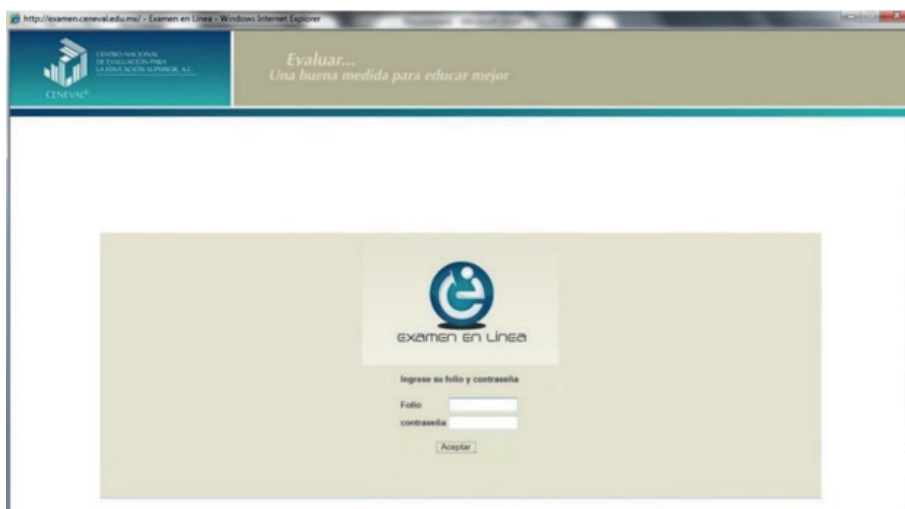 http://examen.ceneval.edu.mx/ - Examen en Línea - Windows Internet Explorer
CENTRO NACIONAL
DE EVALUACIÓN PARA
LA EDUCACIÓN SUPERIOR, A.C.
CENEVAL®
Evaluar...
Una buena medida para educar mejor
examen en Línea
Ingrese su folio y contraseña
Folio
contraseña
Aceptar